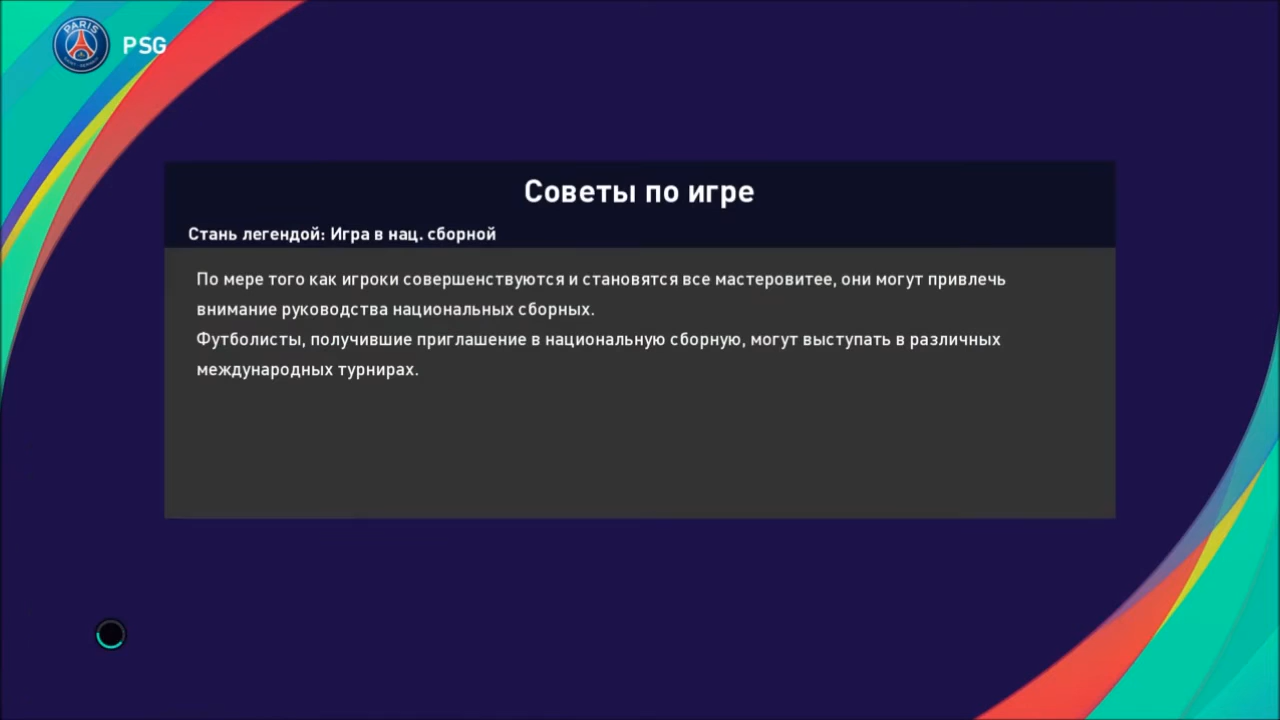 PARIS
PSG
Советы по игре
Стань легендой: Игра в нац. сборной
По мере того как игроки совершенствуются и становятся все мастеровитее, они могут привлечь
внимание руководства национальных сборных.
Футболисты, получившие приглашение в национальную сборную, могут выступать в различных
международных турнирах.